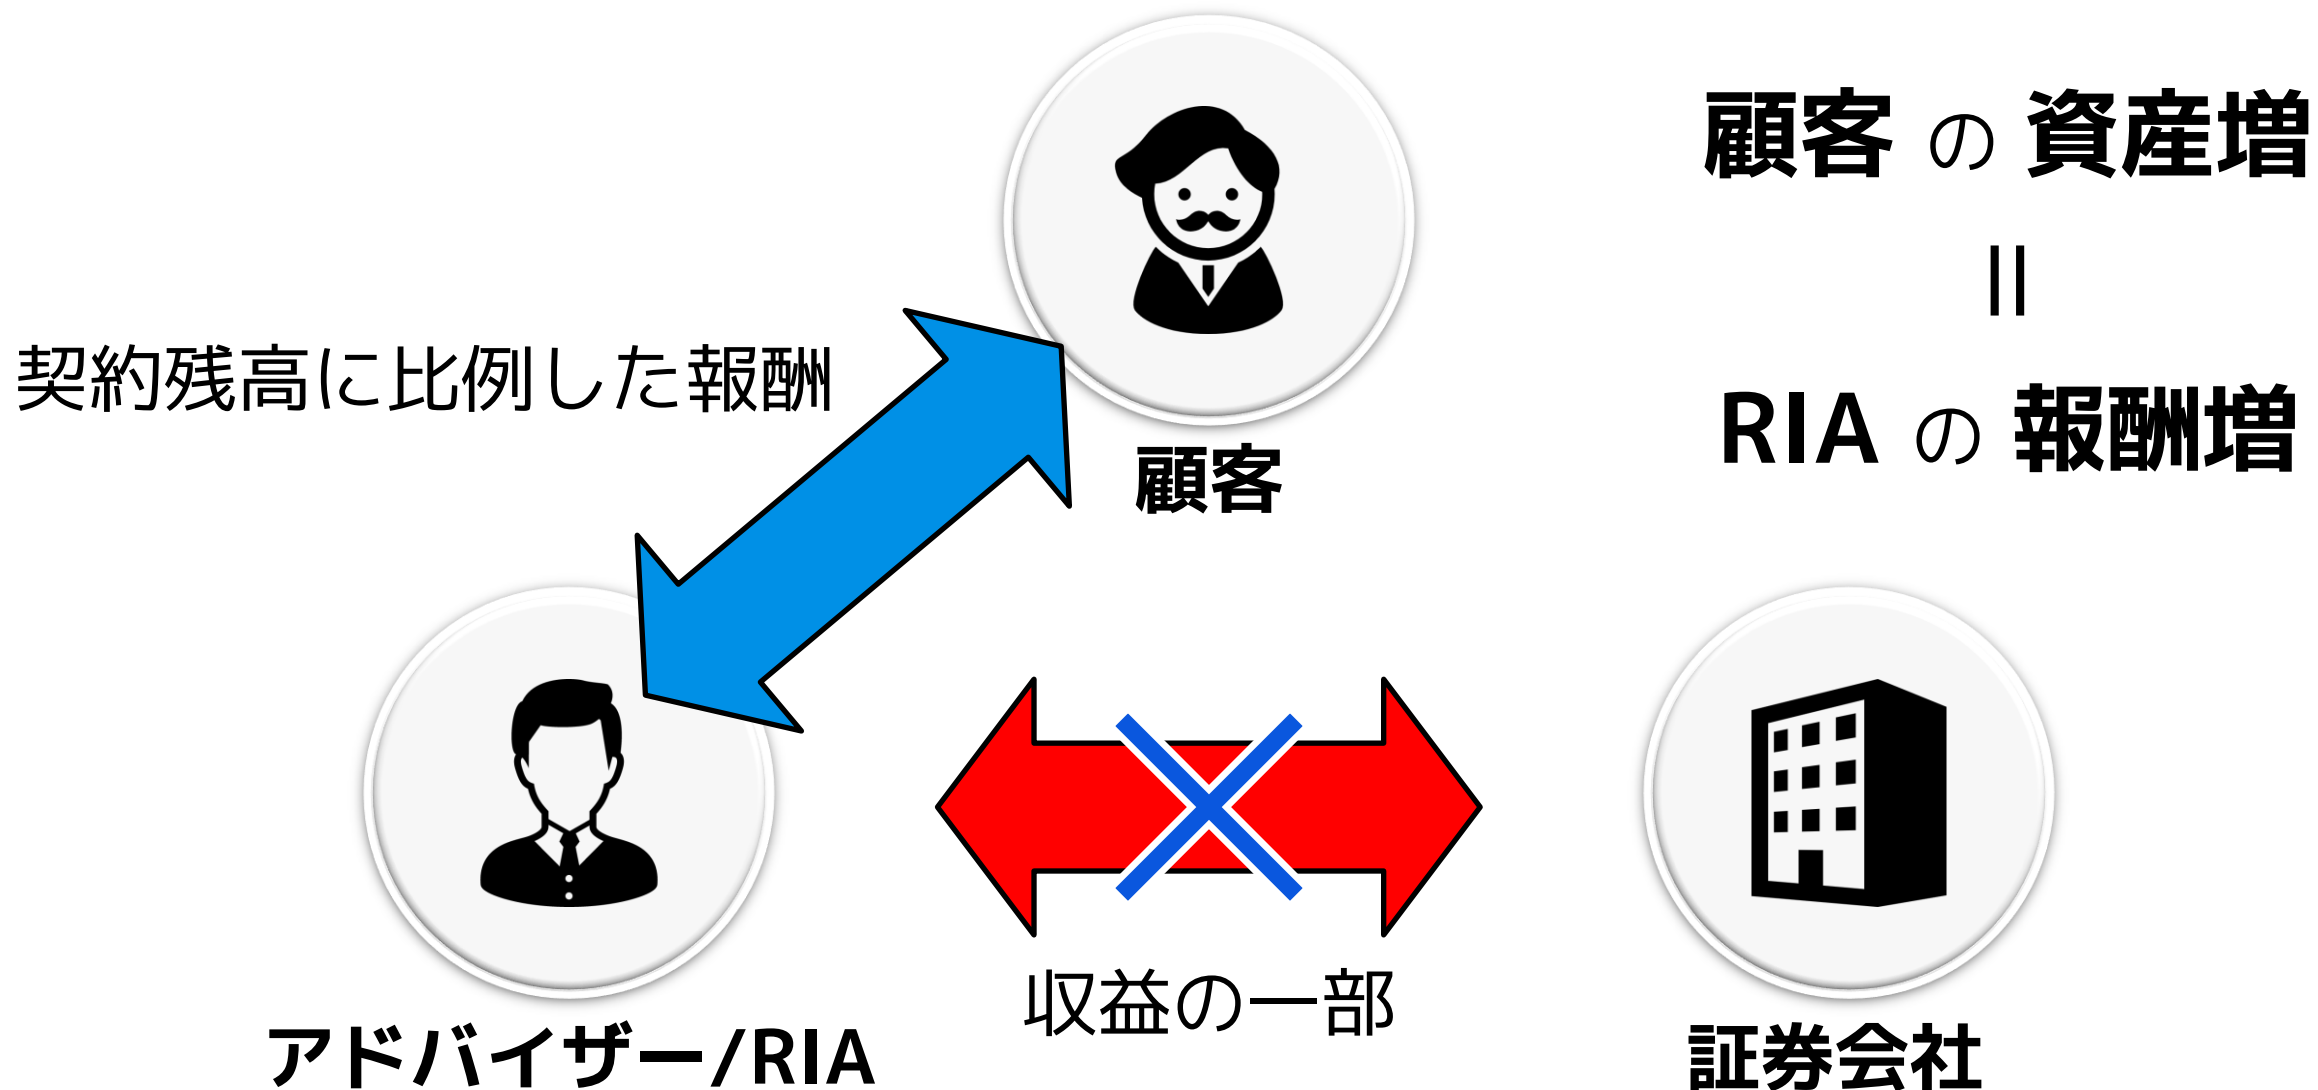 顧客 の 資産増
||
RIA の 報酬増
契約残高に比例した報酬
顧客
収益の一部
アドバイザー/RIA
証券会社